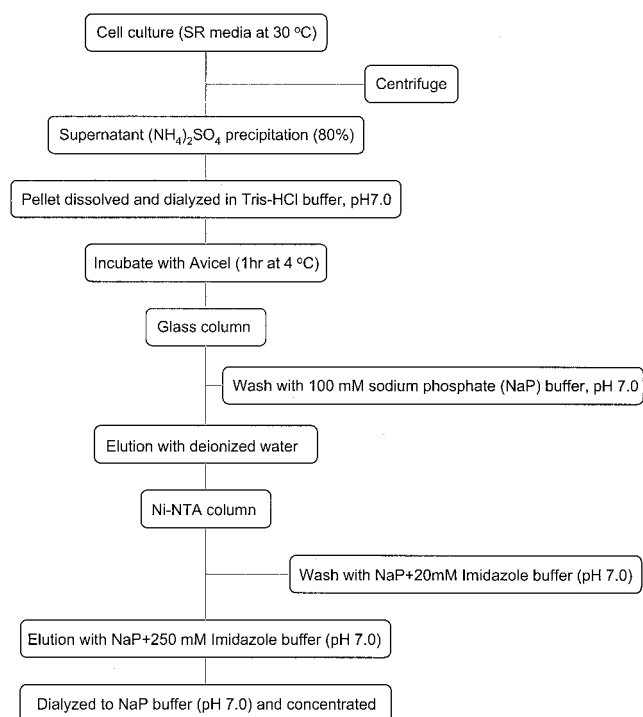 Cell culture (SR media at 30 ºC)
Centrifuge
Supernatant (NH4)2SO4 precipitation (80%)
Pellet dissolved and dialyzed in Tris-HCl buffer, pH7.0
Incubate with Avicel (1hr at 4 ºC)
Glass column
Wash with 100 mM sodium phosphate (NaP) buffer, pH 7.0
Elution with deionized water
Ni-NTA column
Wash with NaP+20mM Imidazole buffer (pH 7.0)
Elution with NaP+250 mM Imidazole buffer (pH 7.0)
Dialyzed to NaP buffer (pH 7.0) and concentrated